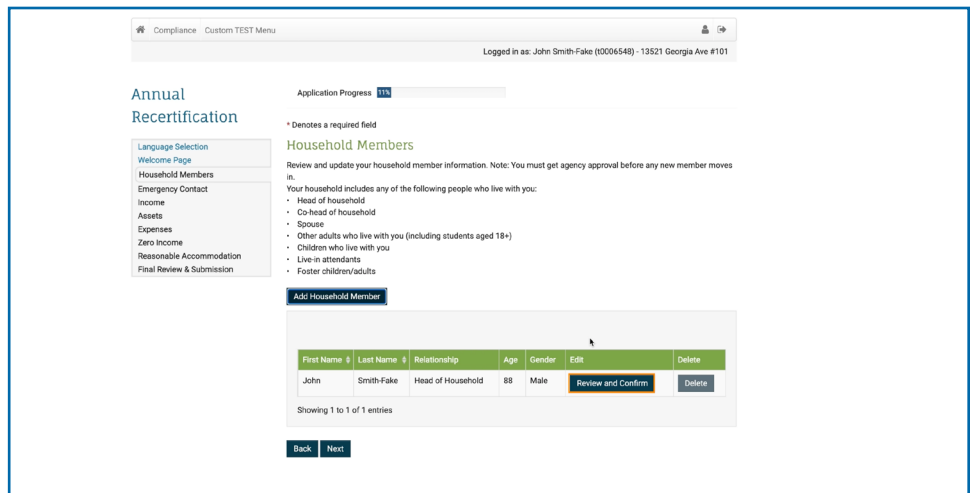 Compliance Custom TEST Menu
Logged in as: John Smith-Fake (t0006548) - 13521 Georgia Ave #101
Annual
Recertification
Language Selection
Welcome Page
Household Members
Emergency Contact
Income
Assets
Expenses
Zero Income
Reasonable Accommodation
Final Review & Submission
Application Progress 11%
* Denotes a required field
Household Members
Review and update your household member information. Note: You must get agency approval before any new member moves
in.
Your household includes any of the following people who live with you:
• Head of household
• Co-head of household
• Spouse
• Other adults who live with you (including students aged 18+)
• Children who live with you
• Live-in attendants
• Foster children/adults
Add Household Member
First Name Last Name Relationship Age Gender Edit Delete
John Smith-Fake Head of Household 88 Male Review and Confirm Delete
Showing 1 to 1 of 1 entries
Back Next